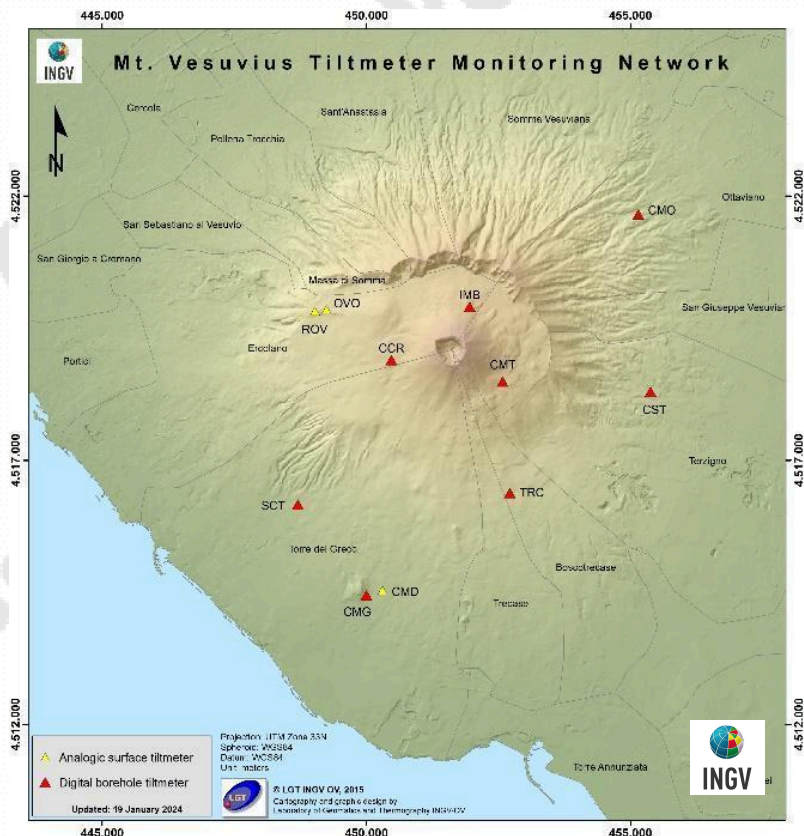 445.000 450.000 455.000
INGV
Mt. Vesuvius Tiltmeter Monitoring Network
N
Cercola
Sant'Anastasia
Somma Vesuviana
Pollena Trocchia
4.522.000 4.522.000
Ottaviano
CMO
San Sebastiano al Vesuvio
San Giorgio a Cremano
Massa di Somma
OVO
IMB
San Giuseppe Vesuvian
ROV
Ercolano
CCR
Portici
CMT
CST
4.517.000 4.517.000
Terzigno
TRC
SCT
Torre del Greco
Boscotrecase
CMD
CMG
Trecase
4.512.000 4.512.000
Analogic surface tiltmeter
Digital borehole tiltmeter
Updated: 19 January 2024
Projection: UTM Zone 33N
Spheroid: WGS84
Datum: WGS84
Unit: meters
LGT
© LGT INGV OV, 2015
Cartography and graphic design by
Laboratory of Geomatics and Thermography INGV-OV
Torre Annunziata
INGV
445.000 450.000 455.000